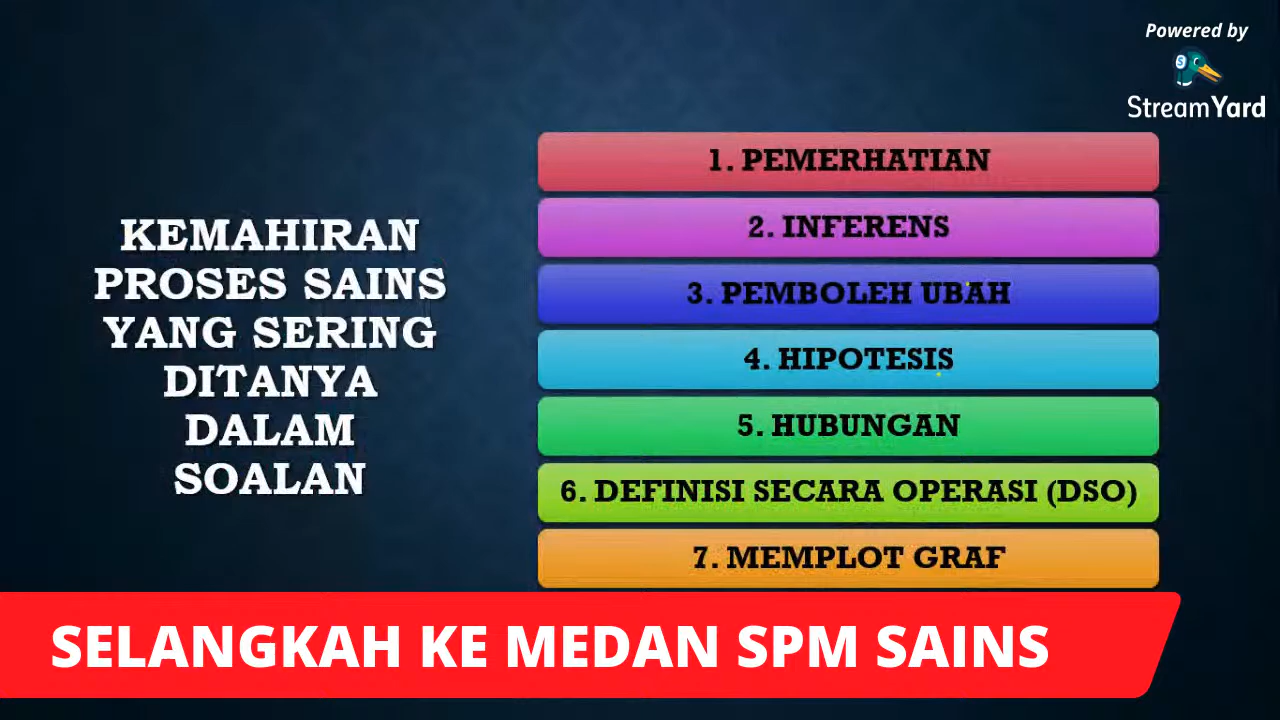 Powered by
StreamYard
KEMAHIRAN
PROSES SAINS
YANG SERING
DITANYA
DALAM
SOALAN
1. PEMERHATIAN
2. INFERENS
3. PEMBOLEH UBAH
4. HIPOTESIS
5. HUBUNGAN
6. DEFINISI SECARA OPERASI (DSO)
7. MEMPLOT GRAF
SELANGKAH KE MEDAN SPM SAINS